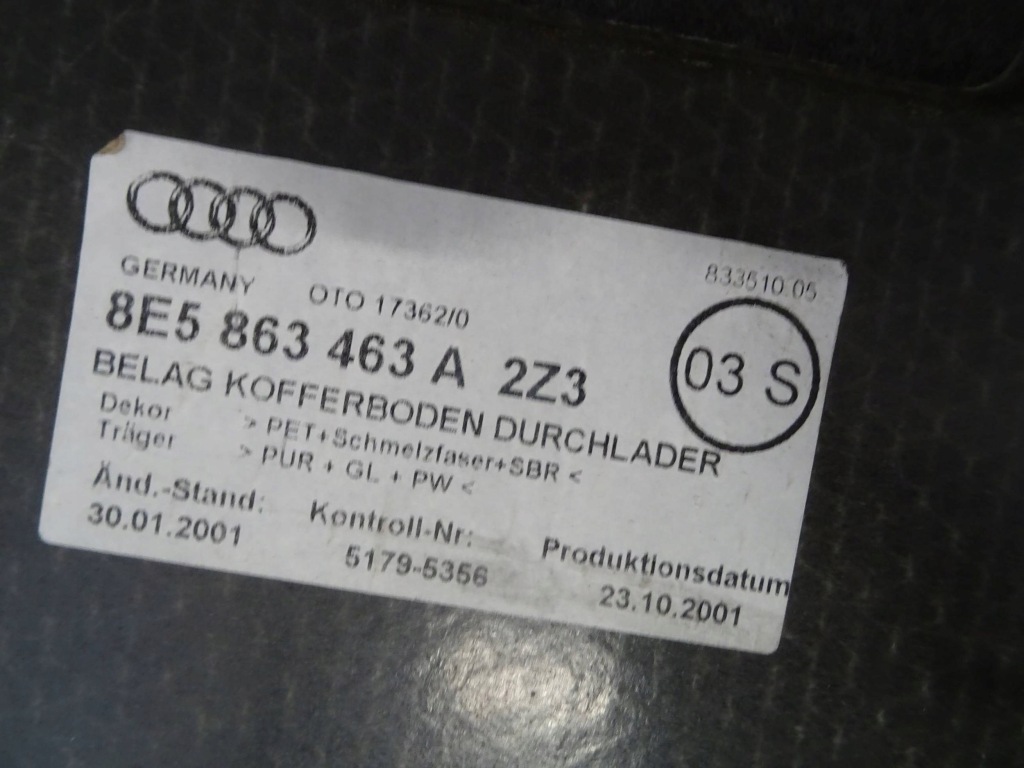 833510 05
GERMANY OTO 17362/0
8E5 863 463 A 2Z3
03 S
BELAG KOFFERBODEN DURCHLADER
Dekor > PET+Schmelzfaser+SBR <
Träger > PUR + GL + PW <
Änd.-Stand: Kontroll-Nr: Produktionsdatum
30.01.2001 5179-5356 23.10.2001